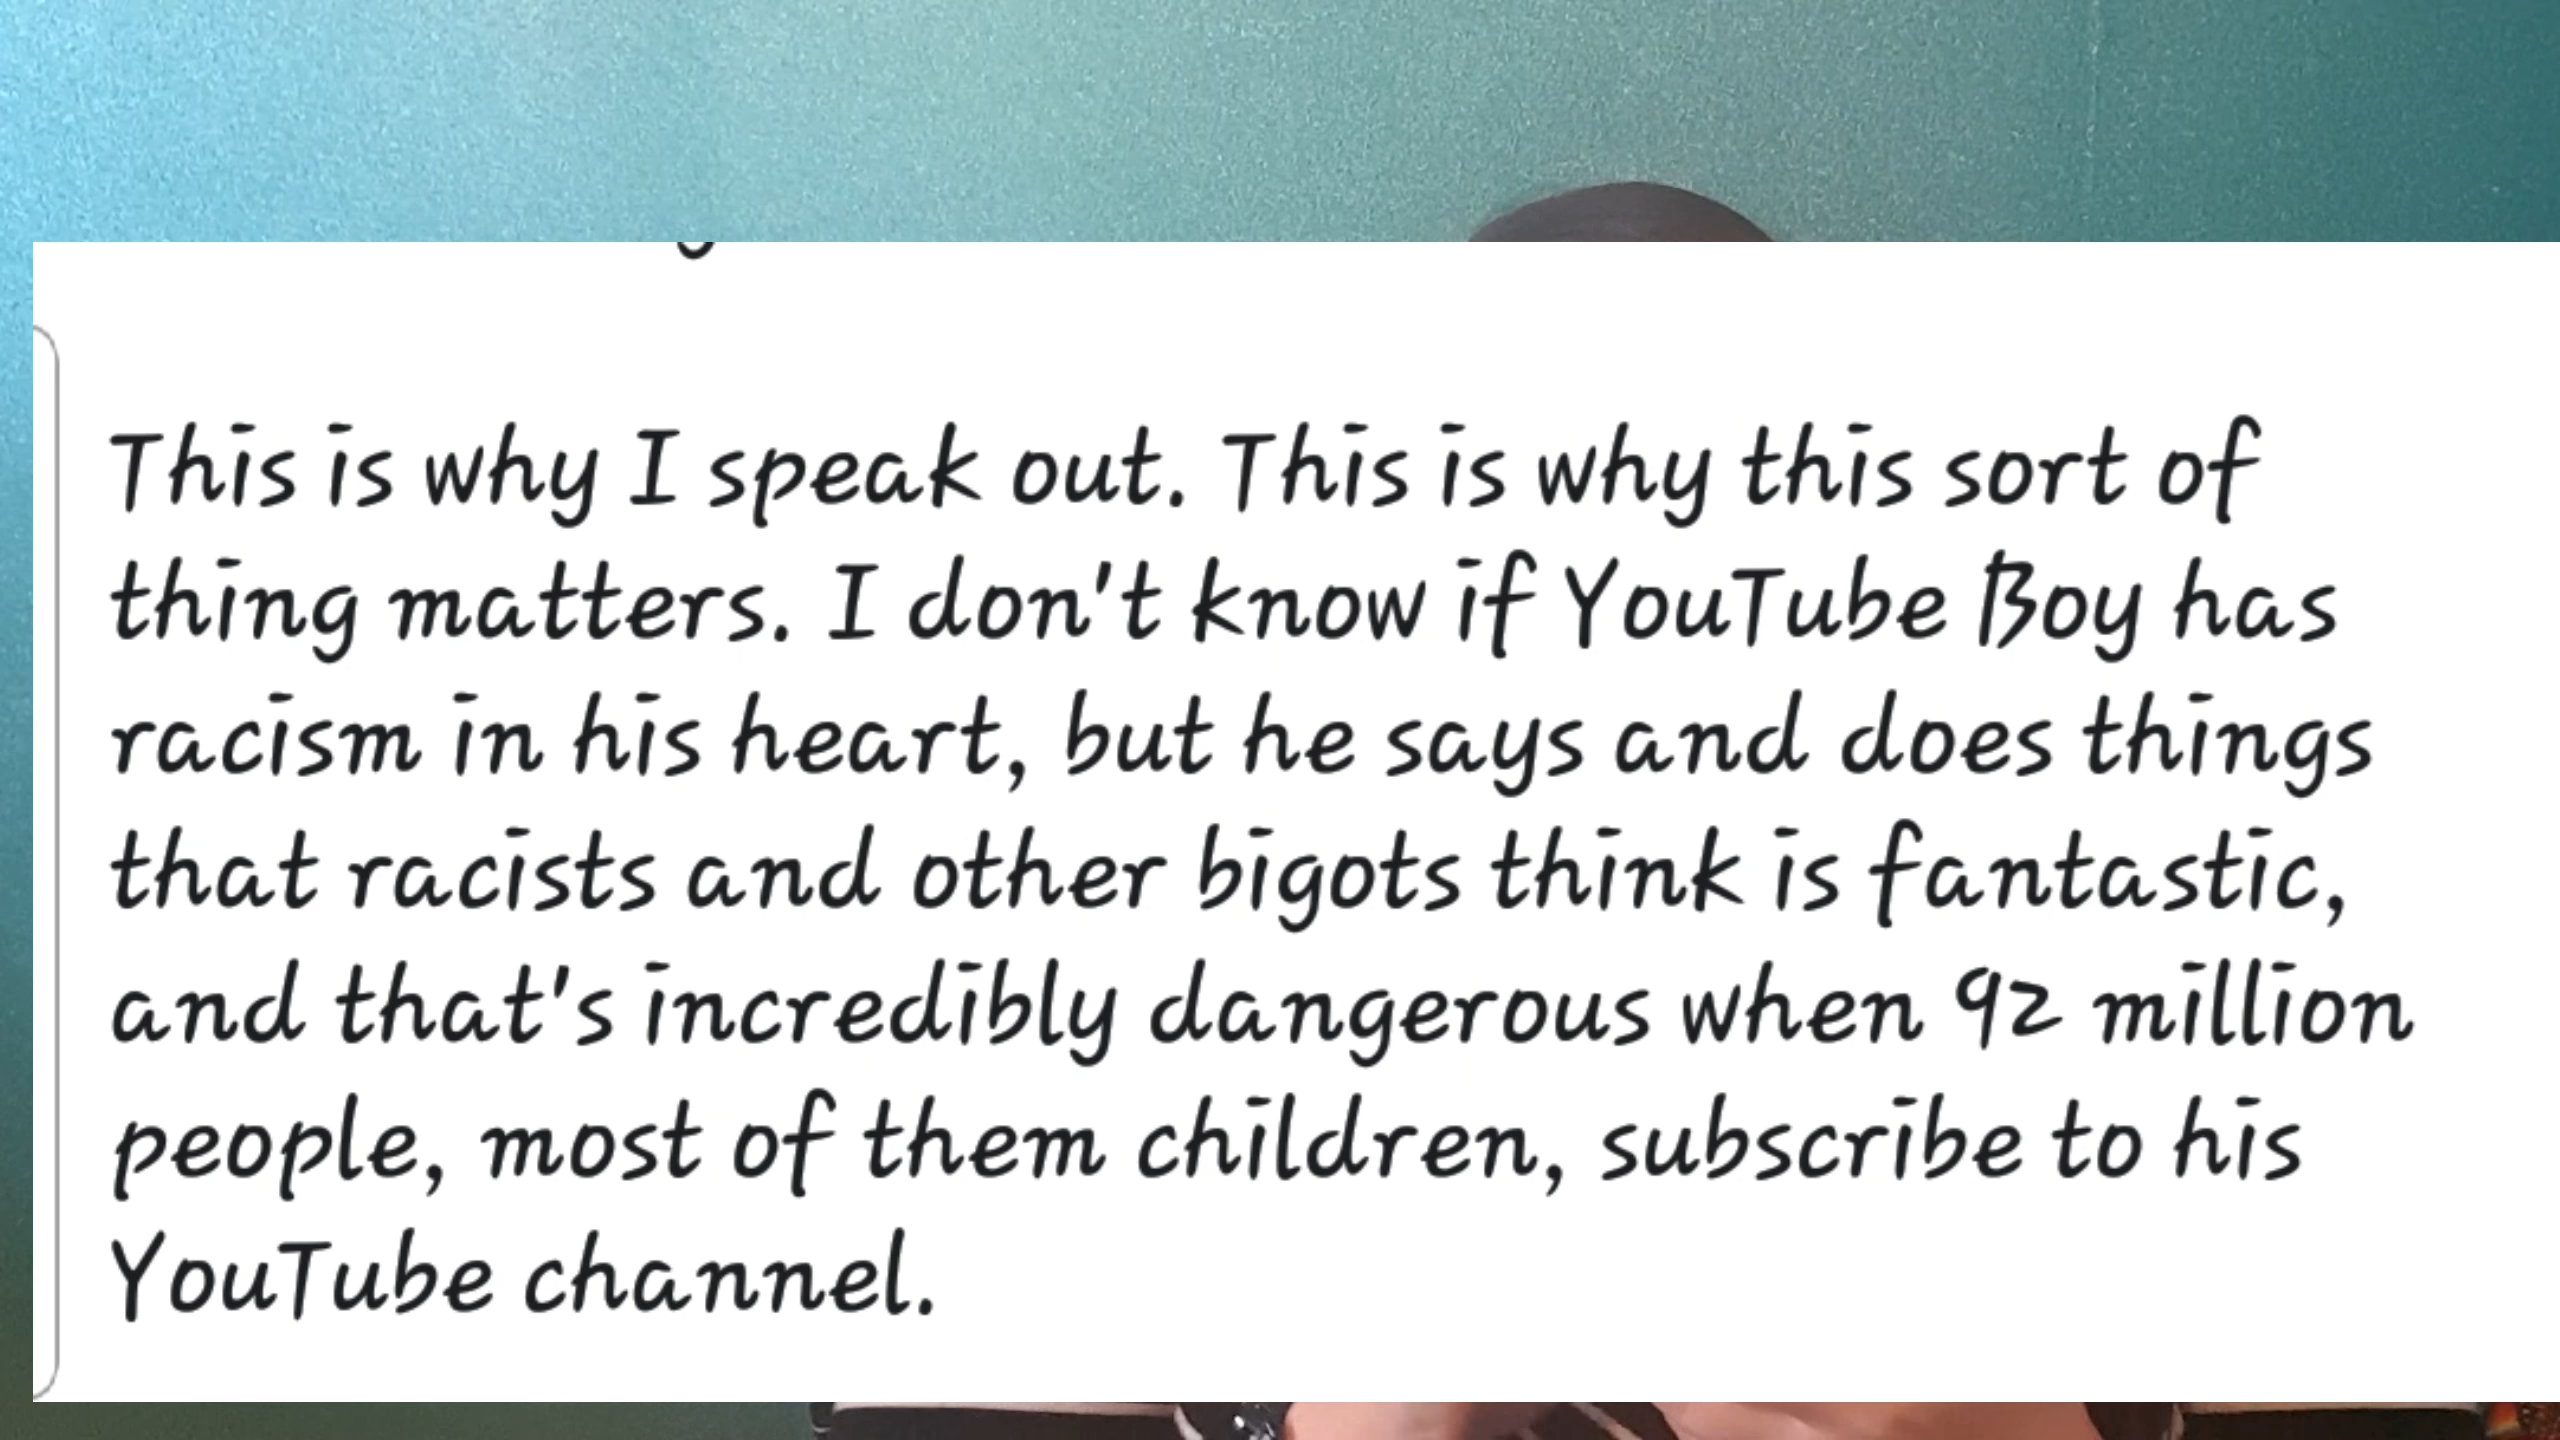 This is why I speak out. This is why this sort of
thing matters. I don't know if YouTube Boy has
racism in his heart, but he says and does things
that racists and other bigots think is fantastic,
and that's incredibly dangerous when 92 million
people, most of them children, subscribe to his
YouTube channel.